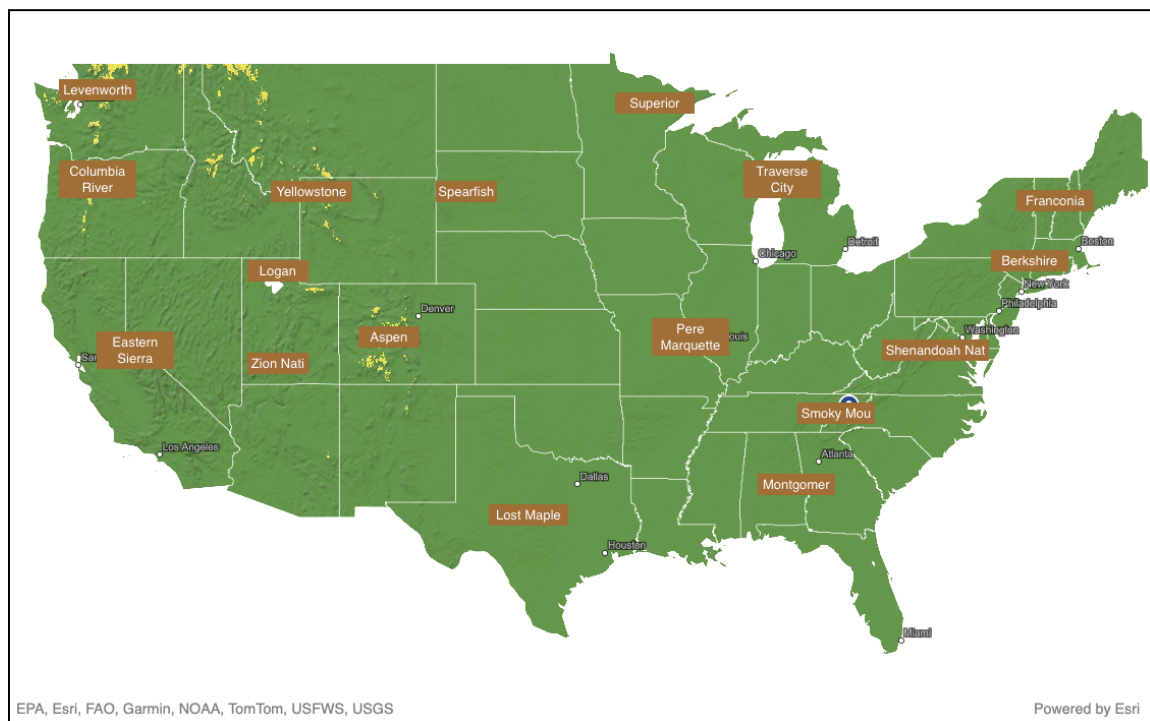 Levenworth
Superior
Columbia
River
Traverse
City
Yellowstone
Spearfish
Franconia
Boston
Detroit
Chicago
Berkshire
Logan
New York
Philadelphia
Denver
Washington
Aspen
Pere
Marquette
ouis
Eastern
Sierra
San
Zion Nati
Shenandoah Nat
Smoky Mou
Los Angeles
Atlanta
Dallas
Montgomer
Lost Maple
Houston
Miami
EPA, Esri, FAO, Garmin, NOAA, TomTom, USFWS, USGS
Powered by Esri